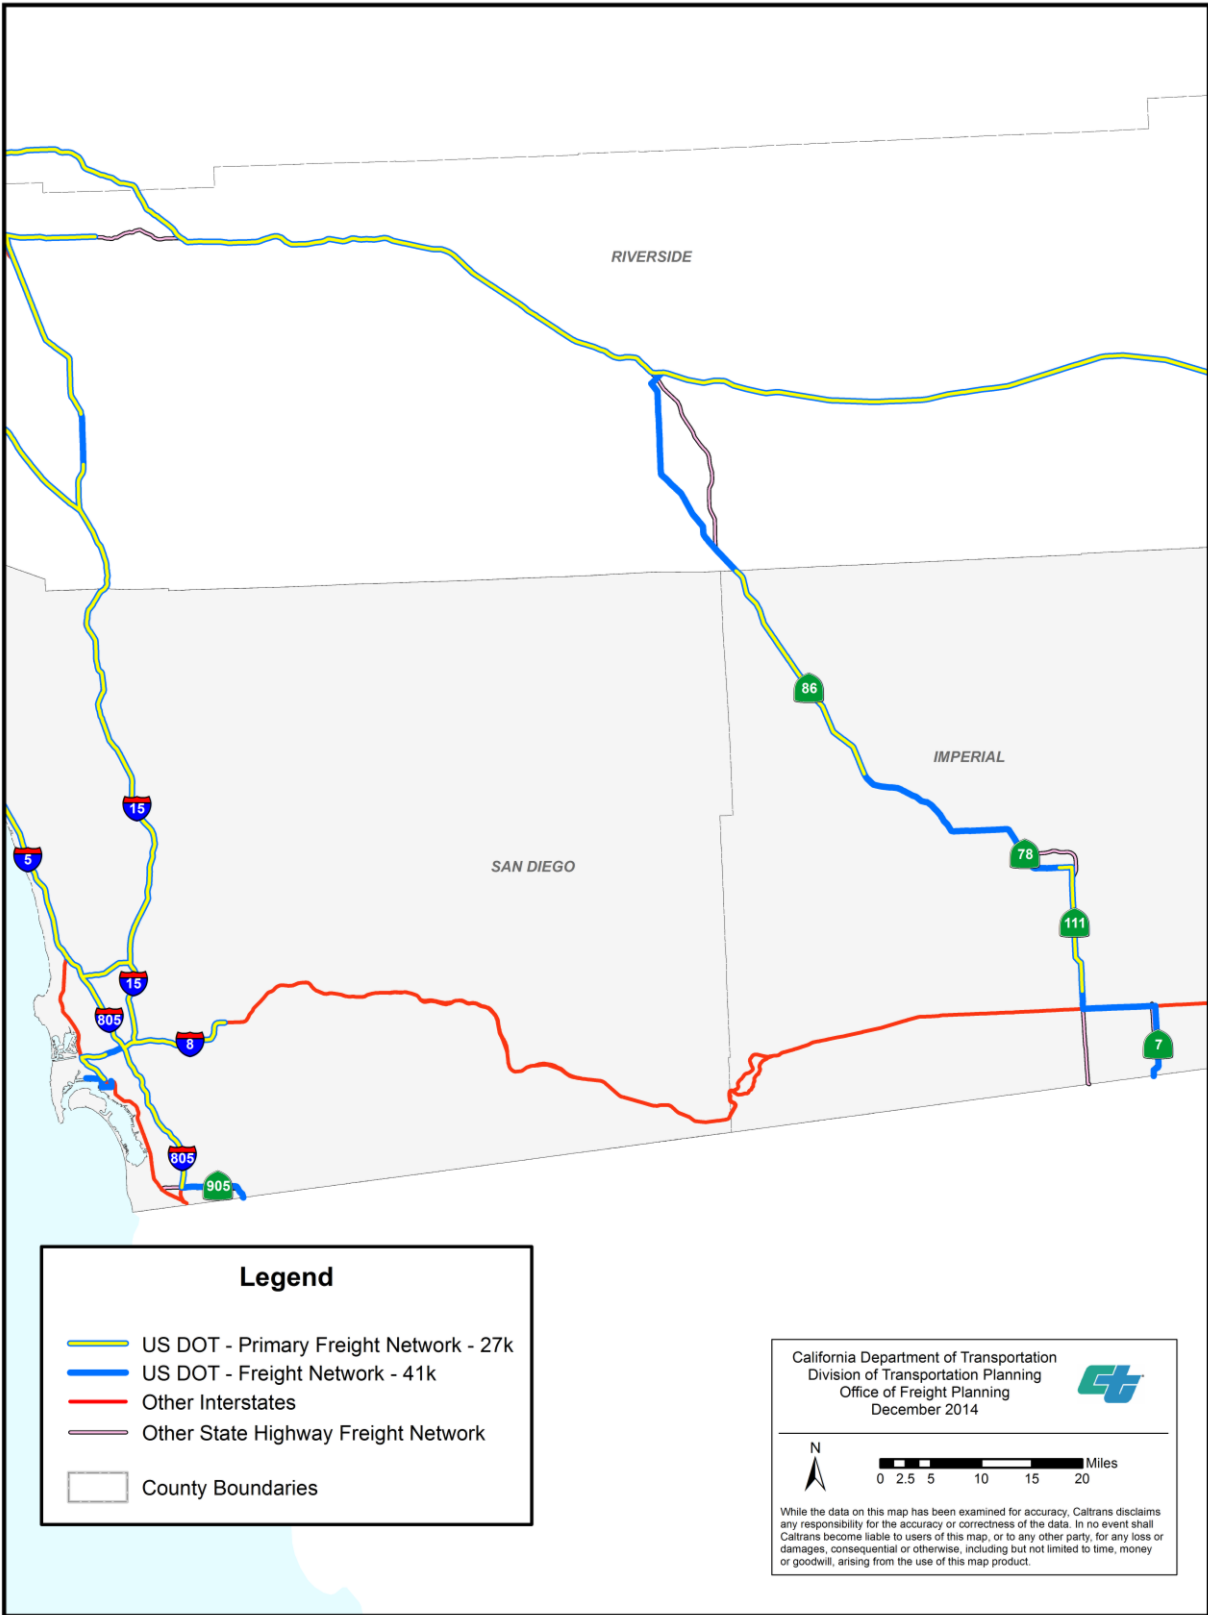 RIVERSIDE
86
IMPERIAL
15
5
SAN DIEGO
78
111
15
805
8
7
805
905
Legend
US DOT - Primary Freight Network - 27k
US DOT - Freight Network - 41k
Other Interstates
Other State Highway Freight Network
County Boundaries
California Department of Transportation
Division of Transportation Planning
Office of Freight Planning
December 2014
ct
N
Miles
0 2.5 5 10 15 20
While the data on this map has been examined for accuracy, Caltrans disclaims
any responsibility for the accuracy or correctness of the data. In no event shall
Caltrans become liable to users of this map, or to any other party, for any loss or
damages, consequential or otherwise, including but not limited to time, money
or goodwill, arising from the use of this map product.